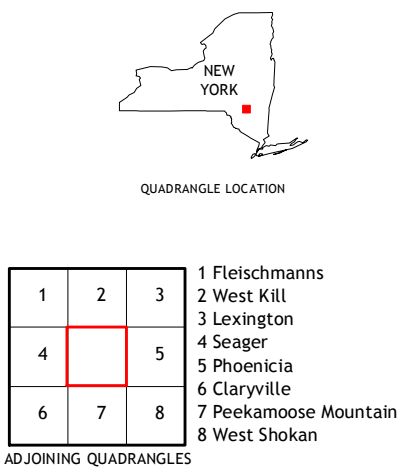 NEW
YORK
QUADRANGLE LOCATION
1 2 3
4 5
6 7 8
1 Fleischmanns
2 West Kill
3 Lexington
4 Seager
5 Phoenicia
6 Claryville
7 Peekamoose Mountain
8 West Shokan
ADJOINING QUADRANGLES